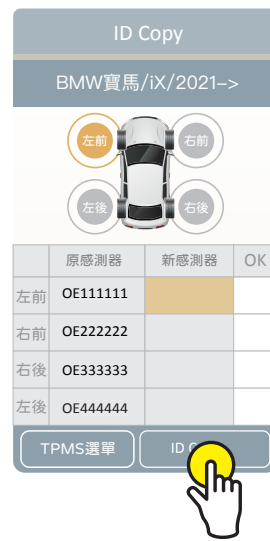 ID Copy
BMW寶馬/iX/2021–>
左前
右前
左後
右後
原感測器 新感測器 OK
左前 OE111111
右前 OE222222
右後 OE333333
左後 OE444444
TPMS選單 ID C